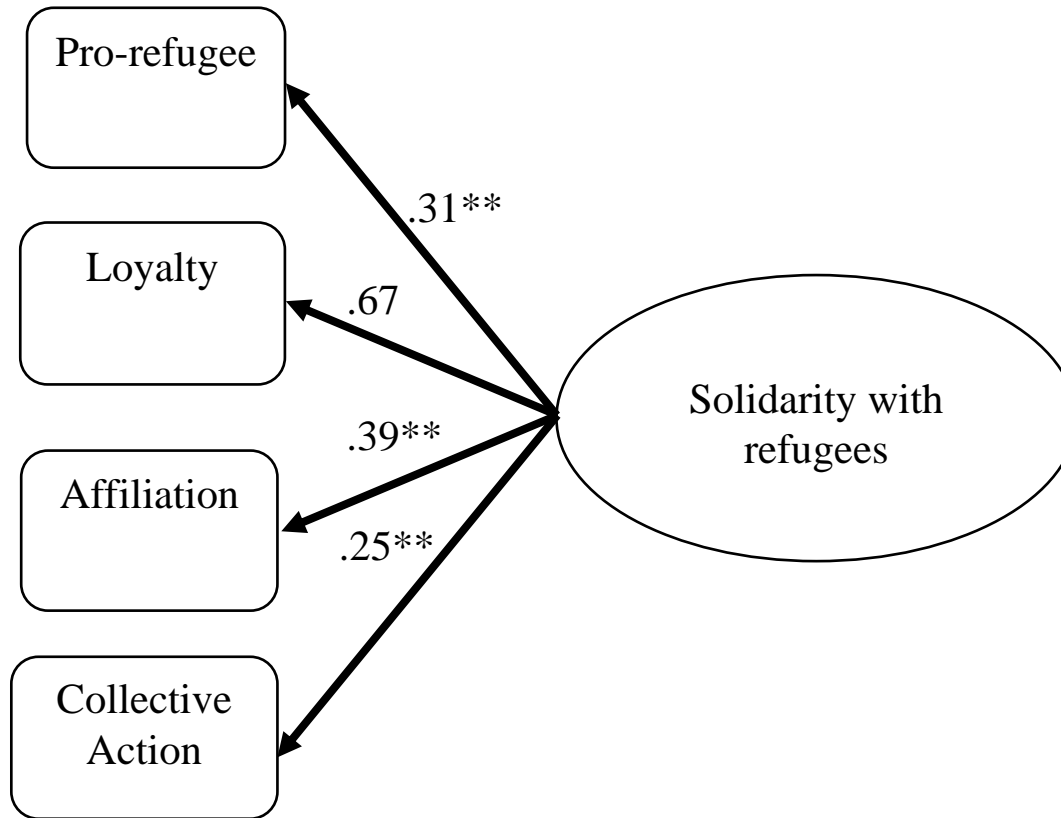 Pro-refugee
.31**
Loyalty
.67
Solidarity with
refugees
.39**
Affiliation
.25**
Collective
Action